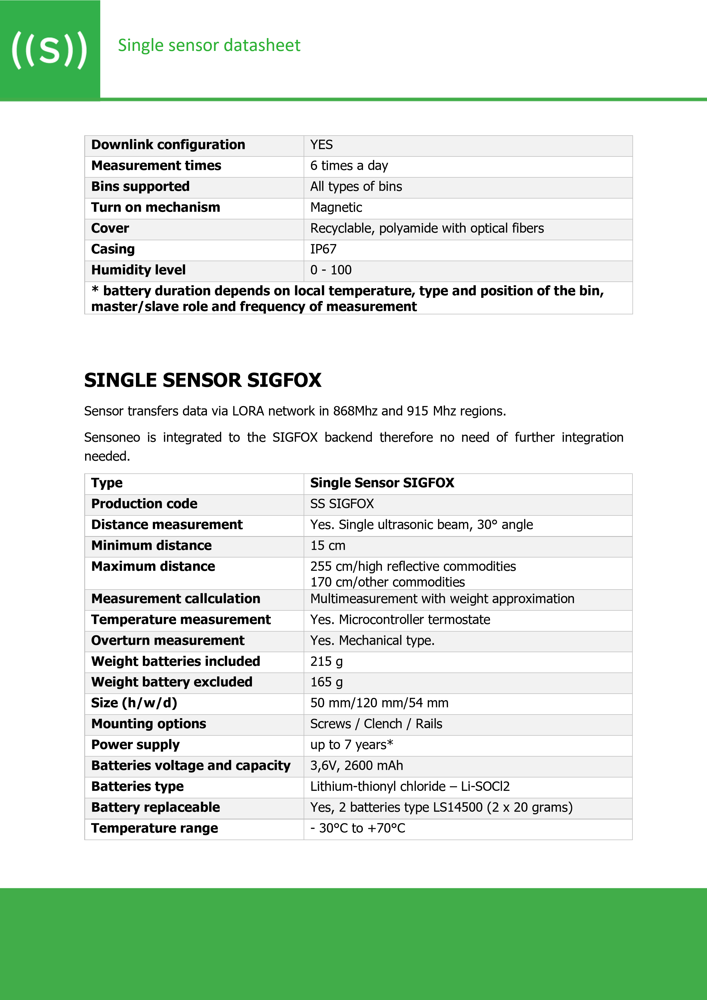 ((S))
Single sensor datasheet
Downlink configuration YES
Measurement times 6 times a day
Bins supported All types of bins
Turn on mechanism Magnetic
Cover Recyclable, polyamide with optical fibers
Casing IP67
Humidity level 0 - 100
* battery duration depends on local temperature, type and position of the bin,
master/slave role and frequency of measurement
SINGLE SENSOR SIGFOX
Sensor transfers data via LORA network in 868Mhz and 915 Mhz regions.
Sensoneo is integrated to the SIGFOX backend therefore no need of further integration
needed.
Type Single Sensor SIGFOX
Production code SS SIGFOX
Distance measurement Yes. Single ultrasonic beam, 30° angle
Minimum distance 15 cm
Maximum distance 255 cm/high reflective commodities
170 cm/other commodities
Measurement callculation Multimeasurement with weight approximation
Temperature measurement Yes. Microcontroller termostate
Overturn measurement Yes. Mechanical type.
Weight batteries included 215 g
Weight battery excluded 165 g
Size (h/w/d) 50 mm/120 mm/54 mm
Mounting options Screws / Clench / Rails
Power supply up to 7 years*
Batteries voltage and capacity 3,6V, 2600 mAh
Batteries type Lithium-thionyl chloride – Li-SOCl2
Battery replaceable Yes, 2 batteries type LS14500 (2 x 20 grams)
Temperature range - 30°C to +70°C